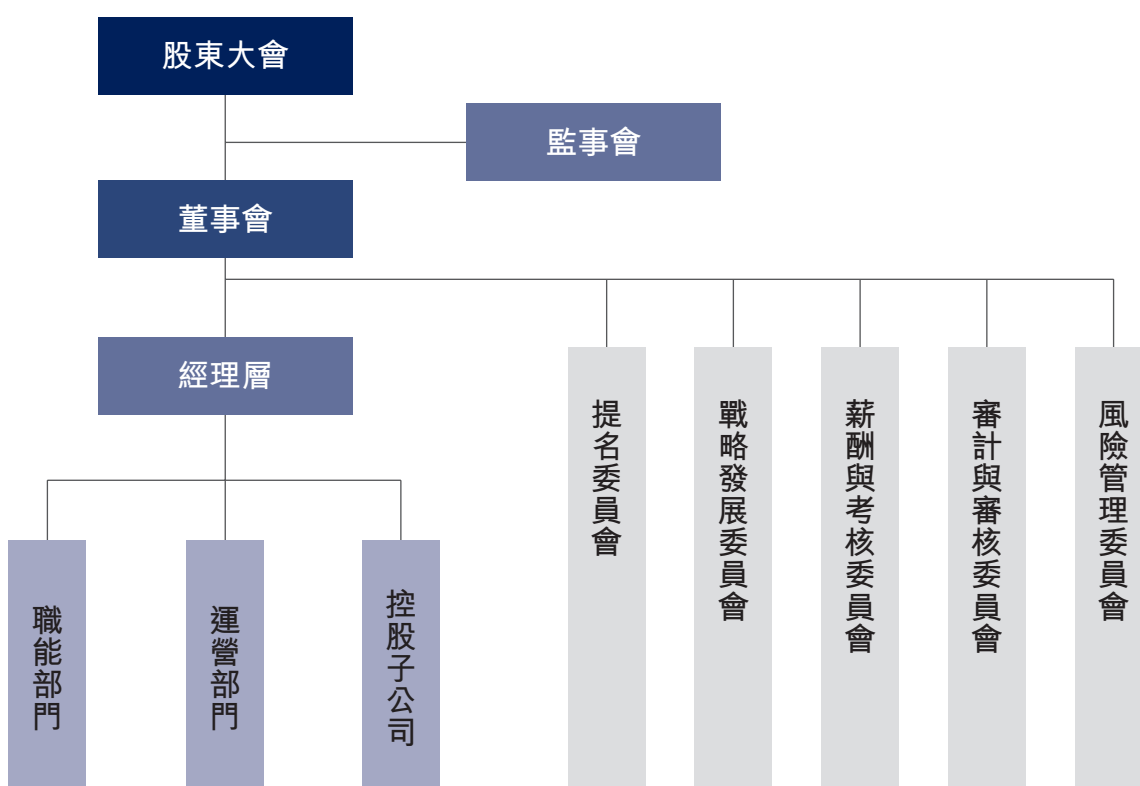 股東大會
監事會
董事會
經理層
提名委員會
戰略發展委員會
薪酬與考核委員會
審計與審核委員會
風險管理委員會
職能部門
運營部門
控股子公司